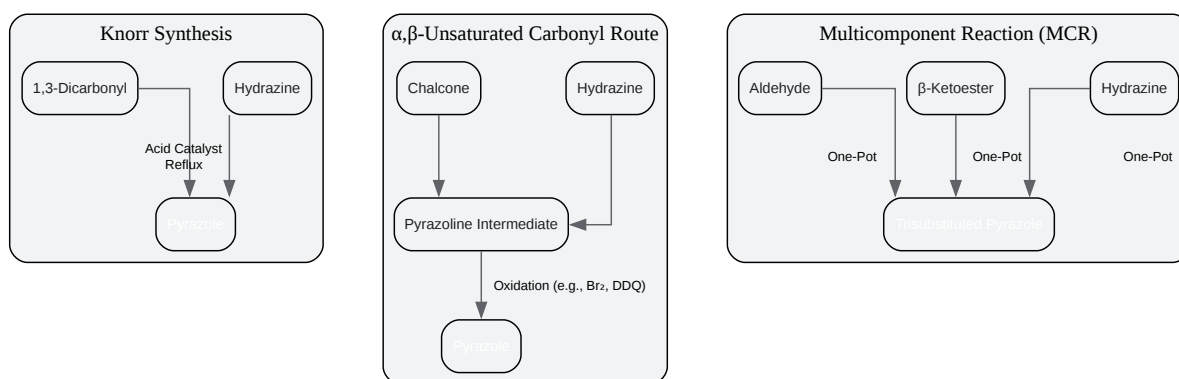 Knorr Synthesis
1,3-Dicarbonyl
Hydrazine
Acid Catalyst
Reflux
Pyrazole
α,β-Unsaturated Carbonyl Route
Chalcone
Hydrazine
Pyrazoline Intermediate
Oxidation (e.g., Br₂, DDQ)
Pyrazole
Multicomponent Reaction (MCR)
Aldehyde
β-Ketoester
Hydrazine
One-Pot
One-Pot
One-Pot
Trisubstituted Pyrazole